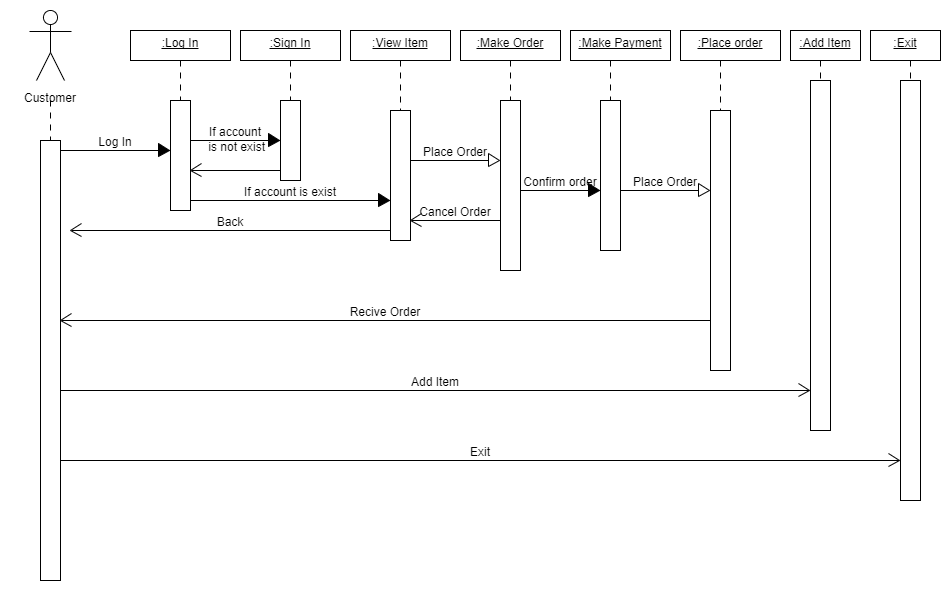 :Log In
:Sign In
:View Item
:Make Order
:Make Payment
:Place order
:Add Item
:Exit
Customer
Log In
If account
is not exist
Place Order
Confirm order
Place Order
If account is exist
Cancel Order
Back
Recive Order
Add Item
Exit